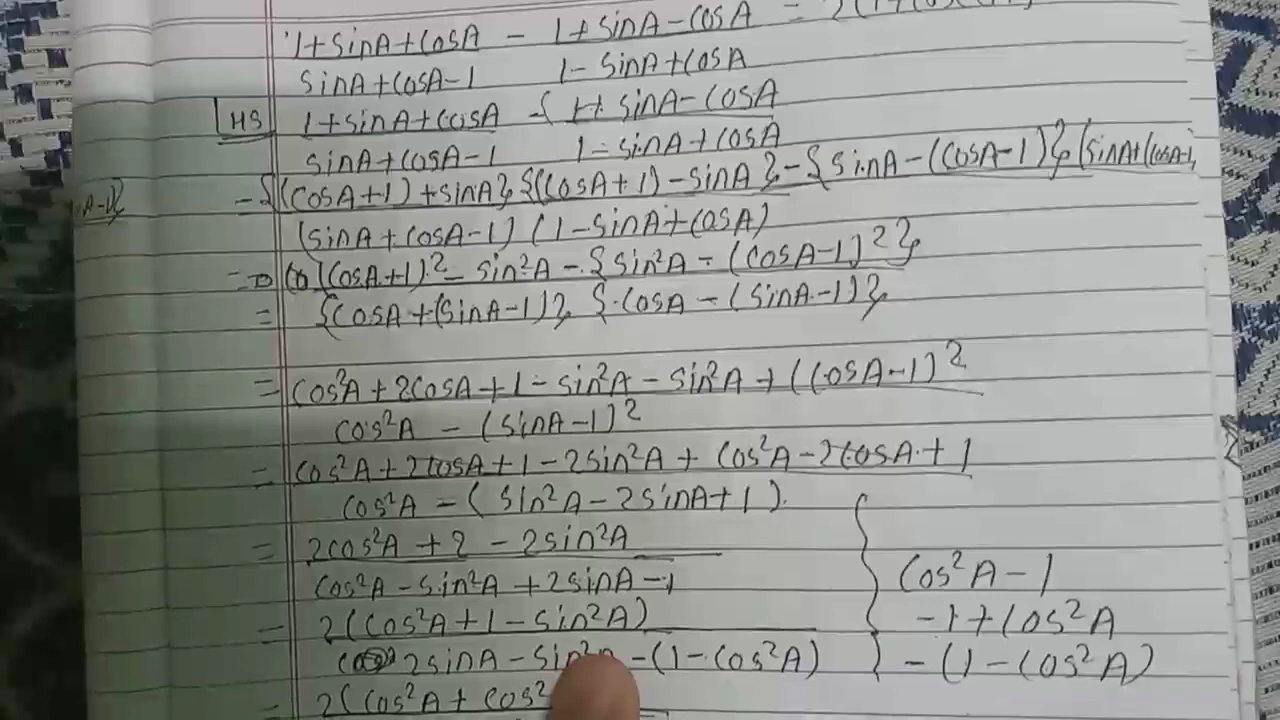 1+sinA+cosA - 1+sinA-cosA =
sinA+cosA-1 1-sinA+cosA
LHS 1+sinA+cosA - { 1+ sinA-cosA
sinA+cosA-1 1-sinA+cosA
= {(cosA+1)+sinA} {(cosA+1)-sinA} - {sinA-(cosA-1)} {sinA+(cosA-1)
(sinA+cosA-1) (1-sinA+cosA)
(cosA+1)² - sin²A - {sin²A - (cosA-1)²}
= {cosA+(sinA-1)} {cosA-(sinA-1)}
= cos²A+2cosA+1-sin²A-sin²A+((cosA-1)²
cos²A - (sinA-1)²
= cos²A+2cosA+1-2sin²A+cos²A-2cosA+1
cos²A - (sin²A-2sinA+1).
= 2cos²A+2-2sin²A
cos²A-sin²A+2sinA-1
= 2(cos²A+1-sin²A)
2sinA-sin² -(1-cos²A)
= 2(cos²A+cos²
cos²A-1
-1+cos²A
-(1-cos²A)